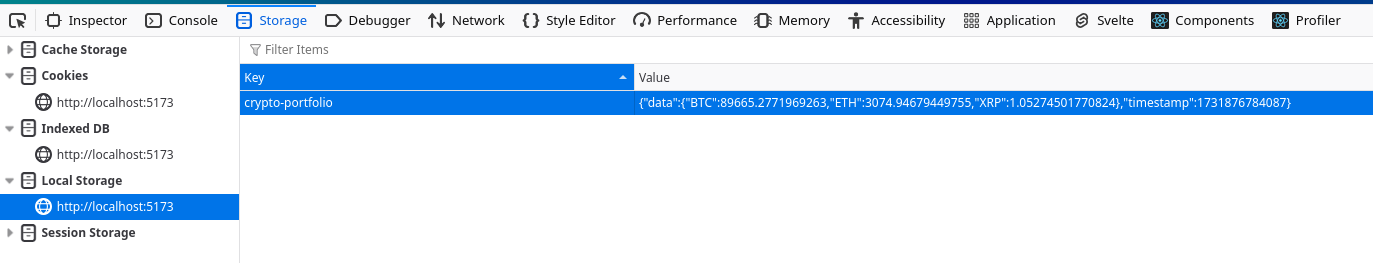 Inspector Console Storage Debugger Network Style Editor Performance Memory Accessibility Application Svelte Components Profiler
Cache Storage
Cookies
http://localhost:5173
Indexed DB
http://localhost:5173
Local Storage
http://localhost:5173
Session Storage
Filter Items
Key Value
crypto-portfolio {"data":{"BTC":89665.2771969263,"ETH":3074.94679449755,"XRP":1.05274501770824},"timestamp":1731876784087}